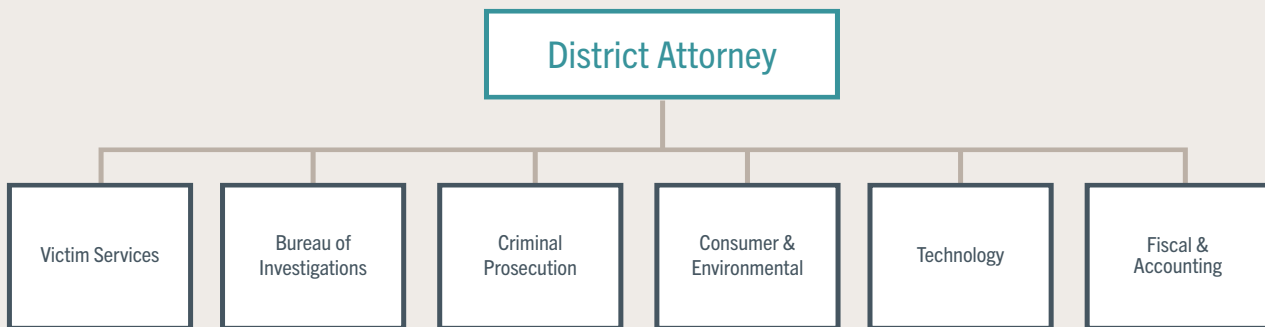 District Attorney
Victim Services
Bureau of
Investigations
Criminal
Prosecution
Consumer &
Environmental
Technology
Fiscal &
Accounting